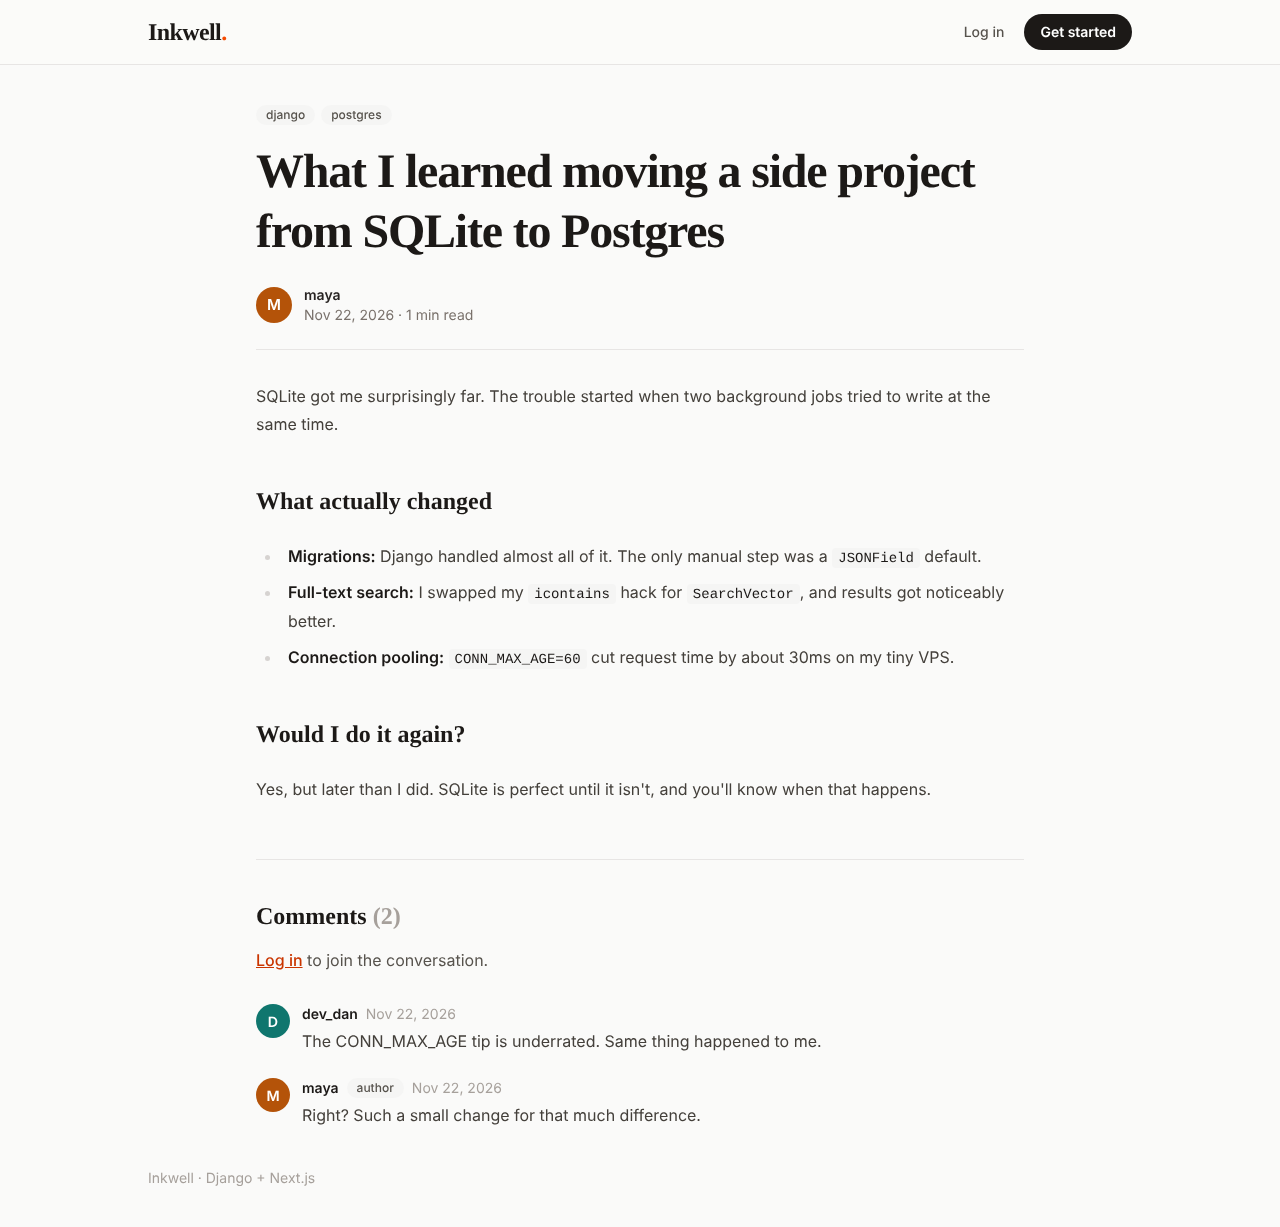 Inkwell.
Log in
Get started
django
postgres
What I learned moving a side project
from SQLite to Postgres
M
maya
Nov 22, 2026 · 1 min read
SQLite got me surprisingly far. The trouble started when two background jobs tried to write at the
same time.
What actually changed
Migrations: Django handled almost all of it. The only manual step was a JSONField default.
Full-text search: I swapped my icontains hack for SearchVector, and results got noticeably
better.
Connection pooling: CONN_MAX_AGE=60 cut request time by about 30ms on my tiny VPS.
Would I do it again?
Yes, but later than I did. SQLite is perfect until it isn't, and you'll know when that happens.
Comments (2)
Log in to join the conversation.
D
dev_dan Nov 22, 2026
The CONN_MAX_AGE tip is underrated. Same thing happened to me.
M
maya author Nov 22, 2026
Right? Such a small change for that much difference.
Inkwell · Django + Next.js